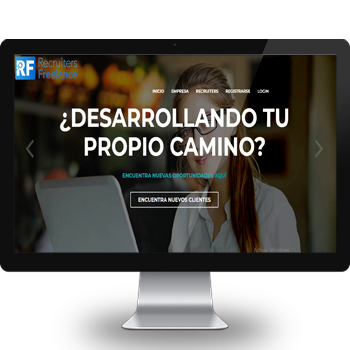 RF Recruiters
Freelance
INICIO EMPRESA RECRUITERS REGISTRARSE LOGIN
¿DESARROLLANDO TU
PROPIO CAMINO?
ENCUENTRA NUEVAS OPORTUNIDADES AQUÍ
ENCUENTRA NUEVOS CLIENTES